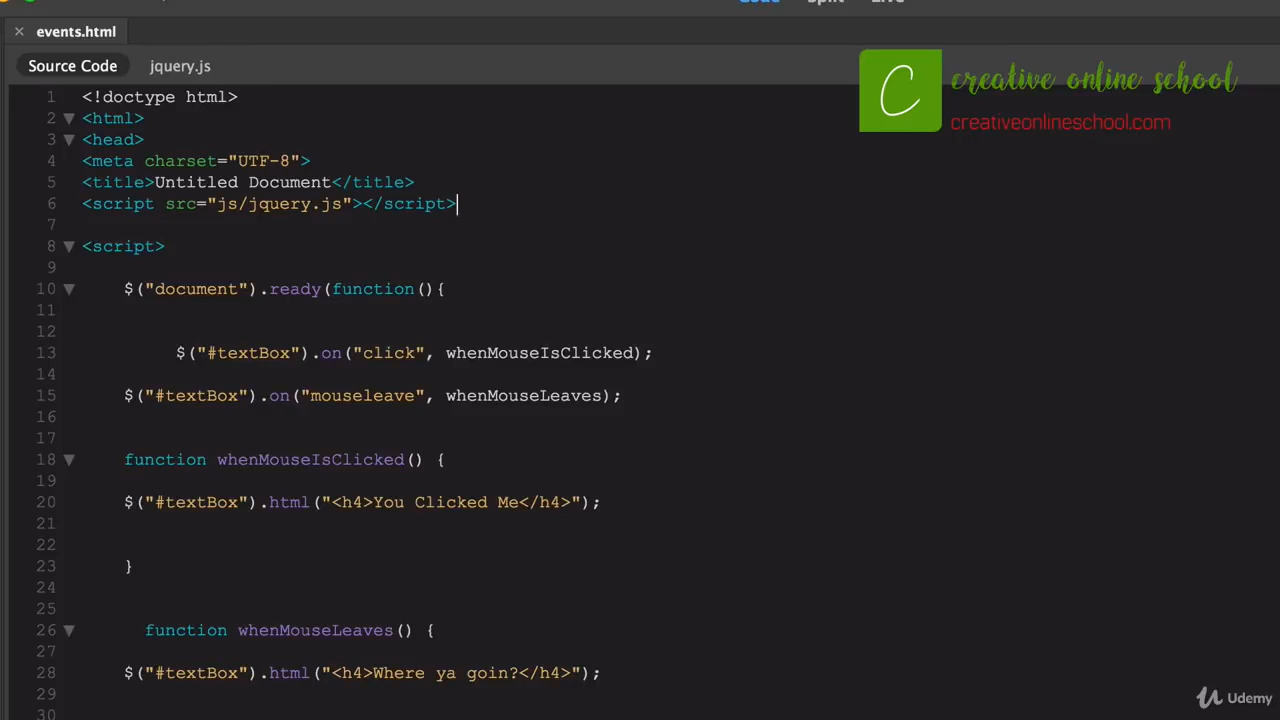 Code Split Live
events.html
Source Code jquery.js
creative online school
C
creativeonlineschool.com
1 <!doctype html>
2 <html>
3 <head>
4 <meta charset="UTF-8">
5 <title>Untitled Document</title>
6 <script src="js/jquery.js"></script>
7
8 <script>
9
10 $("document").ready(function(){
11
12
13 $("#textBox").on("click", whenMouseIsClicked);
14
15 $("#textBox").on("mouseleave", whenMouseLeaves);
16
17
18 function whenMouseIsClicked() {
19
20 $("#textBox").html("<h4>You Clicked Me</h4>");
21
22
23 }
24
25
26 function whenMouseLeaves() {
27
28 $("#textBox").html("<h4>Where ya goin?</h4>");
29
30
Udemy